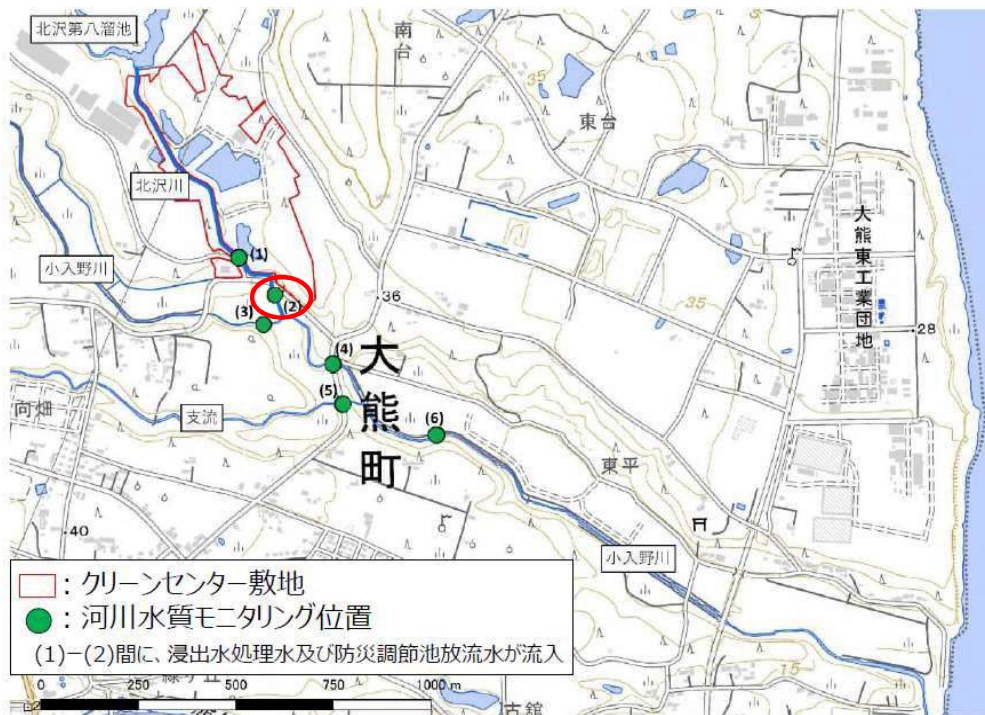 北沢第八溜池
南台
35
東台
北沢川
大熊東工業団地
小入野川
(1)
(2)
36
35
(3)
28
(4)
大熊町
(5)
向畑
支流
(6)
東平
40
小入野川
:クリーンセンター敷地
:河川水質モニタリング位置
(1)−(2)間に、浸出水処理水及び防災調節池放流水が流入
15
0 250 500 750 1000 m
古舘